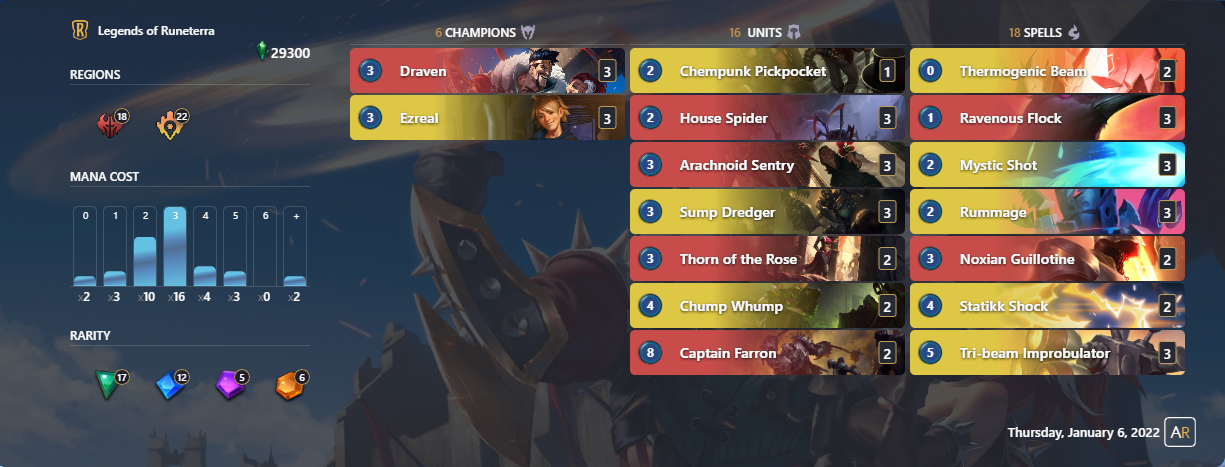 Legends of Runeterra
29300
REGIONS
18
22
MANA COST
0 1 2 3 4 5 6 +
x2 x3 x10 x16 x4 x3 x0 x2
RARITY
17 12 5 6
6 CHAMPIONS
3 Draven 3
3 Ezreal 3
16 UNITS
2 Chempunk Pickpocket 1
2 House Spider 3
3 Arachnoid Sentry 3
3 Sump Dredger 3
3 Thorn of the Rose 2
4 Chump Whump 2
8 Captain Farron 2
18 SPELLS
0 Thermogenic Beam 2
1 Ravenous Flock 3
2 Mystic Shot 3
2 Rummage 3
3 Noxian Guillotine 2
4 Statikk Shock 2
5 Tri-beam Improbulator 3
Thursday, January 6, 2022 AR